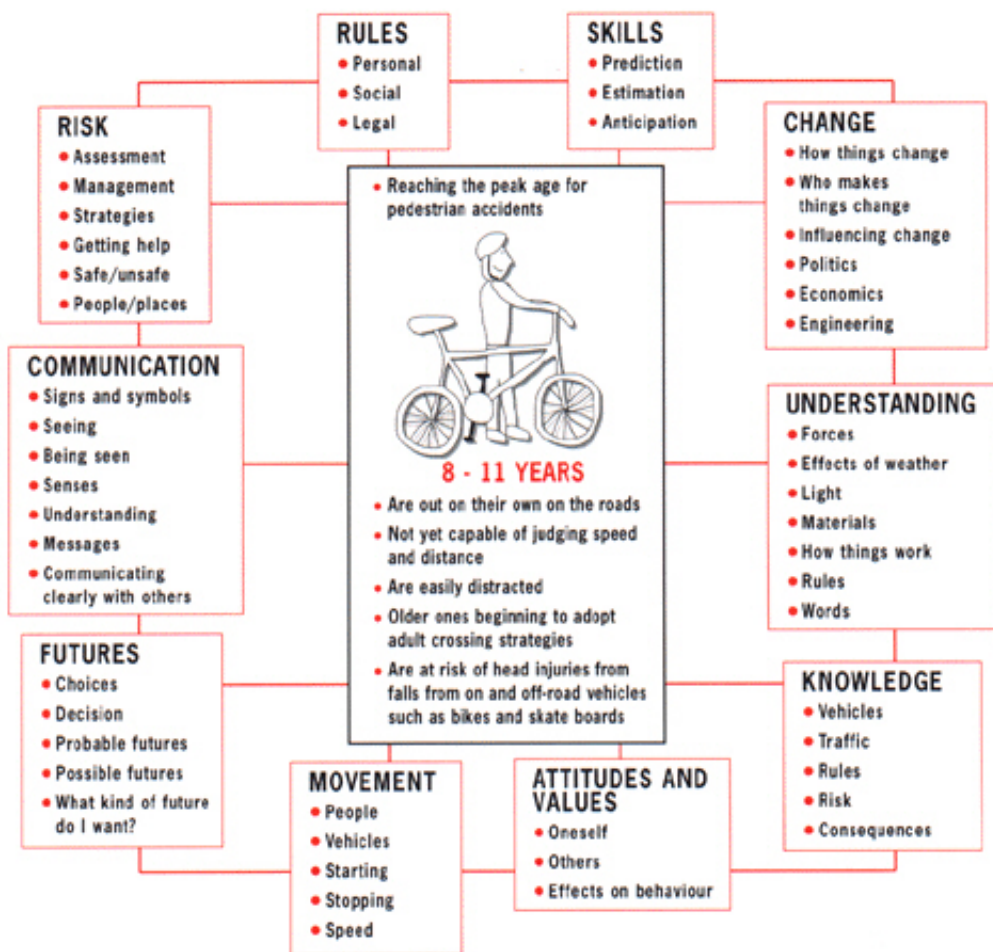 RULES
• Personal
• Social
• Legal
SKILLS
• Prediction
• Estimation
• Anticipation
RISK
• Assessment
• Management
• Strategies
• Getting help
• Safe/unsafe
• People/places
CHANGE
• How things change
• Who makes
things change
• Influencing change
• Politics
• Economics
• Engineering
• Reaching the peak age for
pedestrian accidents
8 - 11 YEARS
• Are out on their own on the roads
• Not yet capable of judging speed
and distance
• Are easily distracted
• Older ones beginning to adopt
adult crossing strategies
• Are at risk of head injuries from
falls from on and off-road vehicles
such as bikes and skate boards
COMMUNICATION
• Signs and symbols
• Seeing
• Being seen
• Senses
• Understanding
• Messages
• Communicating
clearly with others
UNDERSTANDING
• Forces
• Effects of weather
• Light
• Materials
• How things work
• Rules
• Words
FUTURES
• Choices
• Decision
• Probable futures
• Possible futures
• What kind of future
do I want?
KNOWLEDGE
• Vehicles
• Traffic
• Rules
• Risk
• Consequences
MOVEMENT
• People
• Vehicles
• Starting
• Stopping
• Speed
ATTITUDES AND
VALUES
• Oneself
• Others
• Effects on behaviour